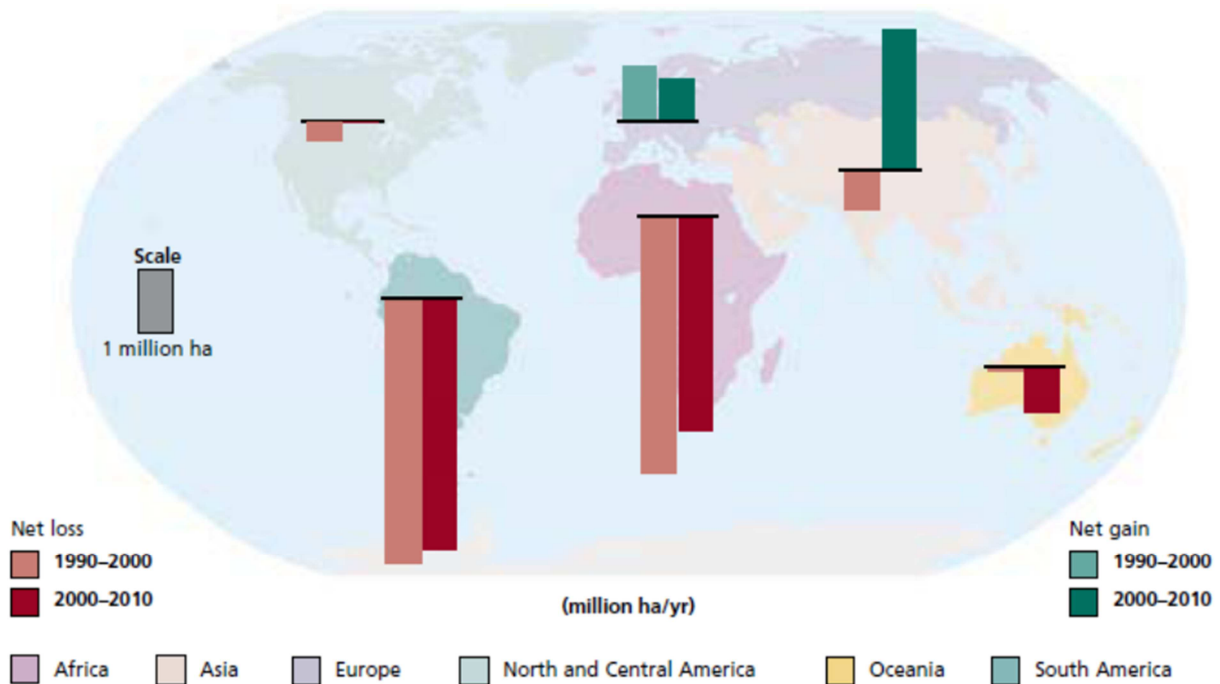 Scale
1 million ha
Net loss
1990–2000
2000–2010
(million ha/yr)
Net gain
1990–2000
2000–2010
Africa
Asia
Europe
North and Central America
Oceania
South America